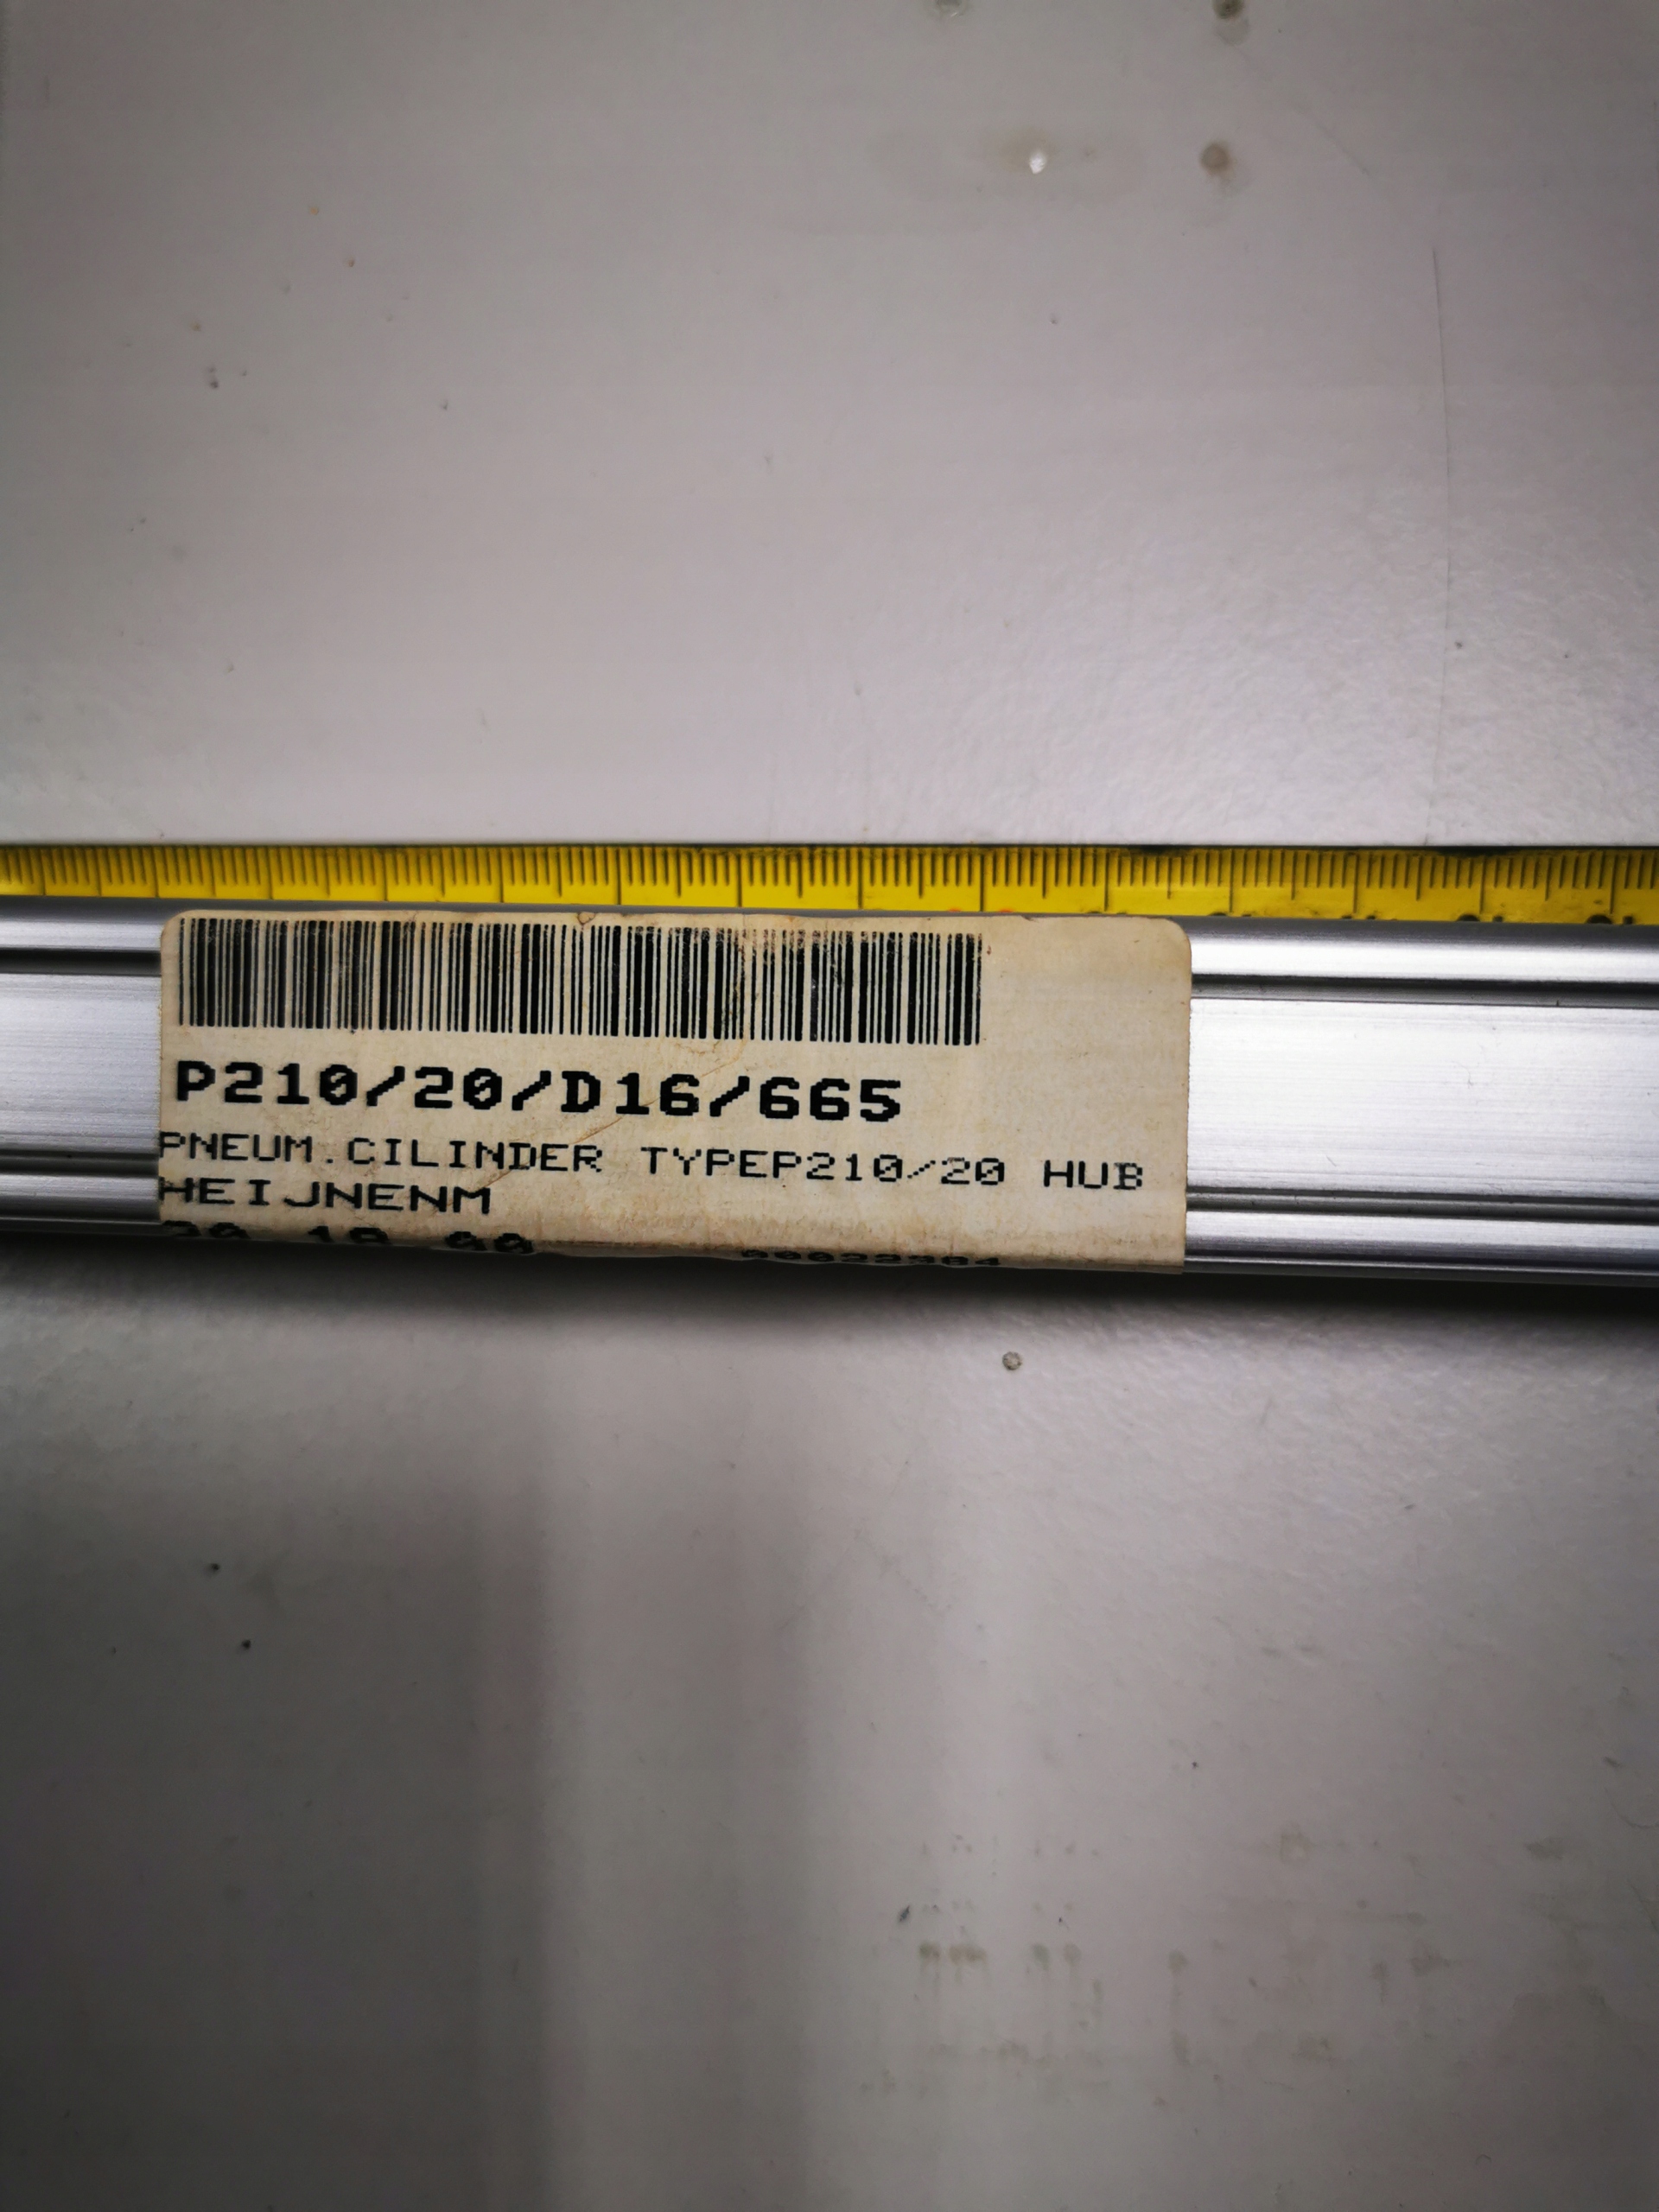 P210/20/D16/665
PNEUM.CILINDER TYPEP210/20 HUB
HEIJNENM